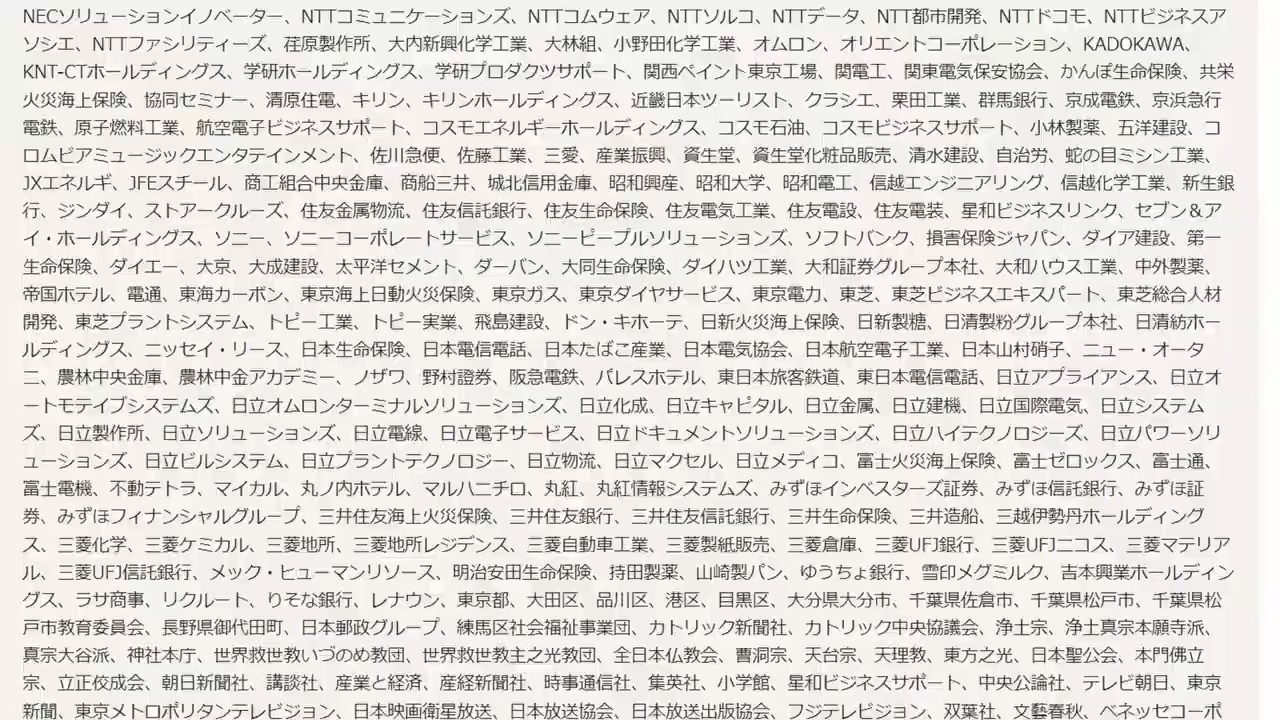 NECソリューションイノベーター、NTTコミュニケーションズ、NTTコムウェア、NTTソルコ、NTTデータ、NTT都市開発、NTTドコモ、NTTビジネスア
ソシエ、NTTファシリティーズ、荏原製作所、大内新興化学工業、大林組、小野田化学工業、オムロン、オリエントコーポレーション、KADOKAWA、
KNT-CTホールディングス、学研ホールディングス、学研プロダクツサポート、関西ペイント東京工場、関電工、関東電気保安協会、かんぽ生命保険、共栄
火災海上保険、協同セミナー、清原住電、キリン、キリンホールディングス、近畿日本ツーリスト、クラシエ、栗田工業、群馬銀行、京成電鉄、京浜急行
電鉄、原子燃料工業、航空電子ビジネスサポート、コスモエネルギーホールディングス、コスモ石油、コスモビジネスサポート、小林製薬、五洋建設、コ
ロムビアミュージックエンタテインメント、佐川急便、佐藤工業、三愛、産業振興、資生堂、資生堂化粧品販売、清水建設、自治労、蛇の目ミシン工業、
JXエネルギ、JFEスチール、商工組合中央金庫、商船三井、城北信用金庫、昭和興産、昭和大学、昭和電工、信越エンジニアリング、信越化学工業、新生銀
行、ジンダイ、ストアークルーズ、住友金属物流、住友信託銀行、住友生命保険、住友電気工業、住友電設、住友電装、星和ビジネスリンク、セブン＆ア
イ・ホールディングス、ソニー、ソニーコーポレートサービス、ソニーピープルソリューションズ、ソフトバンク、損害保険ジャパン、ダイア建設、第一
生命保険、ダイエー、大京、大成建設、太平洋セメント、ダーバン、大同生命保険、ダイハツ工業、大和証券グループ本社、大和ハウス工業、中外製薬、
帝国ホテル、電通、東海カーボン、東京海上日動火災保険、東京ガス、東京ダイヤサービス、東京電力、東芝、東芝ビジネスエキスパート、東芝総合人材
開発、東芝プラントシステム、トピー工業、トピー実業、飛島建設、ドン・キホーテ、日新火災海上保険、日新製糖、日清製粉グループ本社、日清紡ホー
ルディングス、ニッセイ・リース、日本生命保険、日本電信電話、日本たばこ産業、日本電気協会、日本航空電子工業、日本山村硝子、ニュー・オータ
ニ、農林中央金庫、農林中金アカデミー、ノザワ、野村證券、阪急電鉄、パレスホテル、東日本旅客鉄道、東日本電信電話、日立アプライアンス、日立オ
ートモテイブシステムズ、日立オムロンターミナルソリューションズ、日立化成、日立キャピタル、日立金属、日立建機、日立国際電気、日立システム
ズ、日立製作所、日立ソリューションズ、日立電線、日立電子サービス、日立ドキュメントソリューションズ、日立ハイテクノロジーズ、日立パワーソリ
ューションズ、日立ビルシステム、日立プラントテクノロジー、日立物流、日立マクセル、日立メディコ、富士火災海上保険、富士ゼロックス、富士通、
富士電機、不動テトラ、マイカル、丸ノ内ホテル、マルハニチロ、丸紅、丸紅情報システムズ、みずほインベスターズ証券、みずほ信託銀行、みずほ証
券、みずほフィナンシャルグループ、三井住友海上火災保険、三井住友銀行、三井住友信託銀行、三井生命保険、三井造船、三越伊勢丹ホールディング
ス、三菱化学、三菱ケミカル、三菱地所、三菱地所レジデンス、三菱自動車工業、三菱製紙販売、三菱倉庫、三菱UFJ銀行、三菱UFJニコス、三菱マテリア
ル、三菱UFJ信託銀行、メック・ヒューマンリソース、明治安田生命保険、持田製薬、山崎製パン、ゆうちょ銀行、雪印メグミルク、吉本興業ホールディン
グス、ラサ商事、リクルート、りそな銀行、レナウン、東京都、大田区、品川区、港区、目黒区、大分県大分市、千葉県佐倉市、千葉県松戸市、千葉県松
戸市教育委員会、長野県御代田町、日本郵政グループ、練馬区社会福祉事業団、カトリック新聞社、カトリック中央協議会、浄土宗、浄土真宗本願寺派、
真宗大谷派、神社本庁、世界救世教いづのめ教団、世界救世教主之光教団、全日本仏教会、曹洞宗、天台宗、天理教、東方之光、日本聖公会、本門佛立
宗、立正佼成会、朝日新聞社、講談社、産業と経済、産経新聞社、時事通信社、集英社、小学館、星和ビジネスサポート、中央公論社、テレビ朝日、東京
新聞、東京メトロポリタンテレビジョン、日本映画衛星放送、日本放送協会、日本放送出版協会、フジテレビジョン、双葉社、文藝春秋、ベネッセコーポ